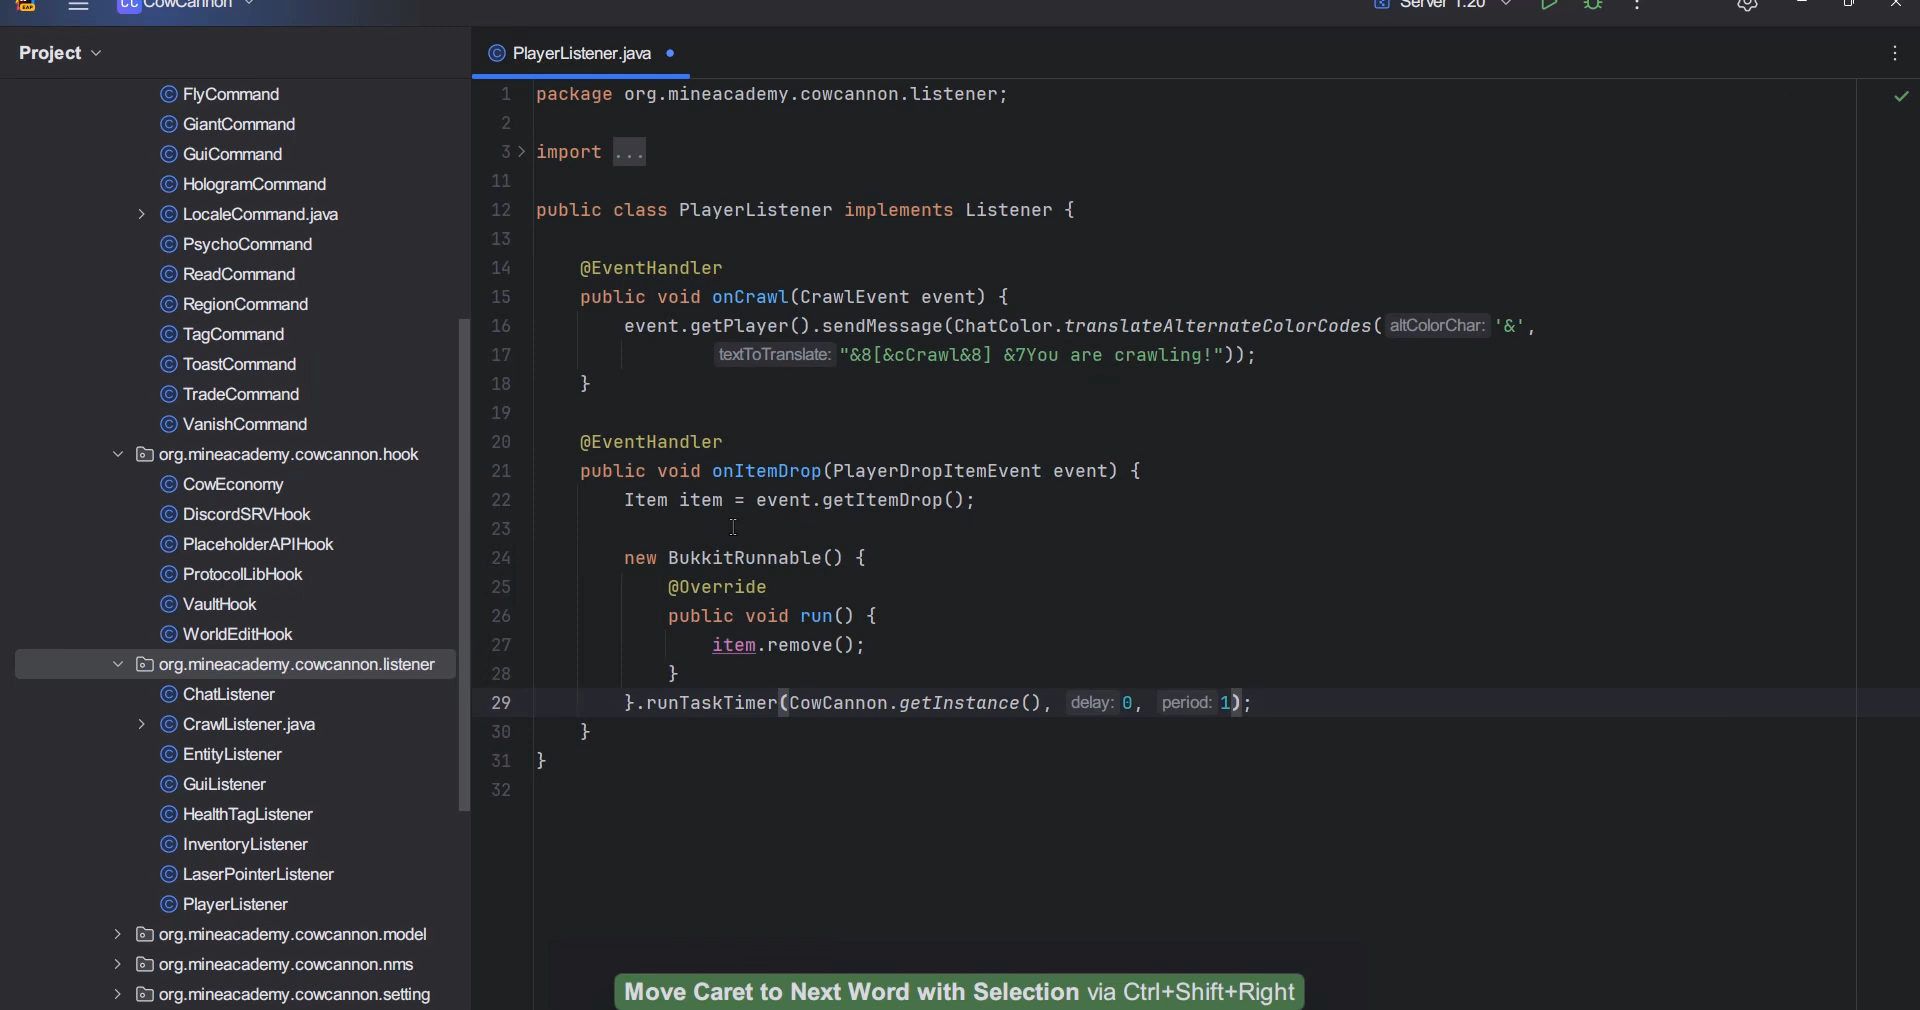 CC CowCannon
Server 1.20
Project
PlayerListener.java
FlyCommand
GiantCommand
GuiCommand
HologramCommand
LocaleCommand.java
PsychoCommand
ReadCommand
RegionCommand
TagCommand
ToastCommand
TradeCommand
VanishCommand
org.mineacademy.cowcannon.hook
CowEconomy
DiscordSRVHook
PlaceholderAPIHook
ProtocolLibHook
VaultHook
WorldEditHook
org.mineacademy.cowcannon.listener
ChatListener
CrawlListener.java
EntityListener
GuiListener
HealthTagListener
InventoryListener
LaserPointerListener
PlayerListener
org.mineacademy.cowcannon.model
org.mineacademy.cowcannon.nms
org.mineacademy.cowcannon.setting
1 package org.mineacademy.cowcannon.listener;
2
3 import ...
11
12 public class PlayerListener implements Listener {
13
14 @EventHandler
15 public void onCrawl(CrawlEvent event) {
16 event.getPlayer().sendMessage(ChatColor.translateAlternateColorCodes( altColorChar: '&',
17 textToTranslate: "&8[&cCrawl&8] &7You are crawling!"));
18 }
19
20 @EventHandler
21 public void onItemDrop(PlayerDropItemEvent event) {
22 Item item = event.getItemDrop();
23
24 new BukkitRunnable() {
25 @Override
26 public void run() {
27 item.remove();
28 }
29 }.runTaskTimer(CowCannon.getInstance(), delay: 0, period: 1);
30 }
31 }
32
Move Caret to Next Word with Selection via Ctrl+Shift+Right